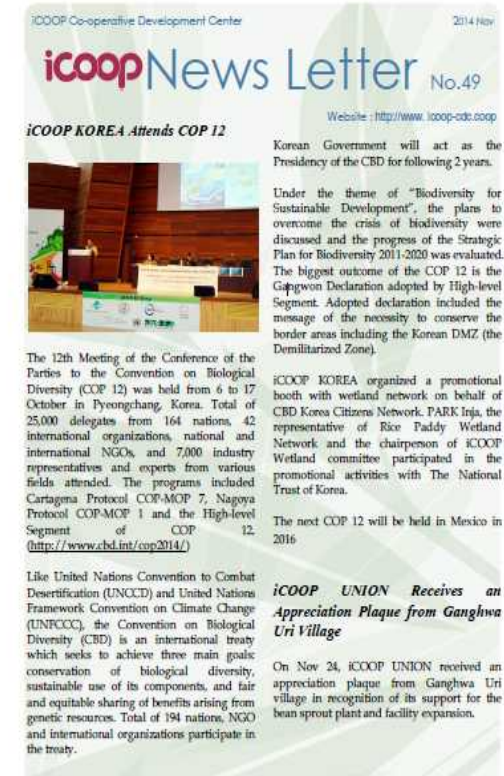 iCOOP Co-operative Development Center
2014 Nov
icoop News Letter No.49
Website : http://www. icoop-cdc.coop
iCOOP KOREA Attends COP 12
The 12th Meeting of the Conference of the
Parties to the Convention on Biological
Diversity (COP 12) was held from 6 to 17
October in Pyeongchang, Korea. Total of
25,000 delegates from 164 nations, 42
international organizations, national and
international NGOs, and 7,000 industry
representatives and experts from various
fields attended. The programs included
Cartagena Protocol COP-MOP 7, Nagoya
Protocol COP-MOP 1 and the High-level
Segment of COP 12.
(http://www.cbd.int/cop2014/)
Like United Nations Convention to Combat
Desertification (UNCCD) and United Nations
Framework Convention on Climate Change
(UNFCCC), the Convention on Biological
Diversity (CBD) is an international treaty
which seeks to achieve three main goals:
conservation of biological diversity,
sustainable use of its components, and fair
and equitable sharing of benefits arising from
genetic resources. Total of 194 nations, NGO
and international organizations participate in
the treaty.
Korean Government will act as the
Presidency of the CBD for following 2 years.
Under the theme of "Biodiversity for
Sustainable Development", the plans to
overcome the crisis of biodiversity were
discussed and the progress of the Strategic
Plan for Biodiversity 2011-2020 was evaluated.
The biggest outcome of the COP 12 is the
Gangwon Declaration adopted by High-level
Segment. Adopted declaration included the
message of the necessity to conserve the
border areas including the Korean DMZ (the
Demilitarized Zone).
iCOOP KOREA organized a promotional
booth with wetland network on behalf of
CBD Korea Citizens Network. PARK Inja, the
representative of Rice Paddy Wetland
Network and the chairperson of iCOOP
Wetland committee participated in the
promotional activities with The National
Trust of Korea.
The next COP 12 will be held in Mexico in
2016
iCOOP UNION Receives an
Appreciation Plaque from Ganghwa
Uri Village
On Nov 24, iCOOP UNION received an
appreciation plaque from Ganghwa Uri
village in recognition of its support for the
bean sprout plant and facility expansion.